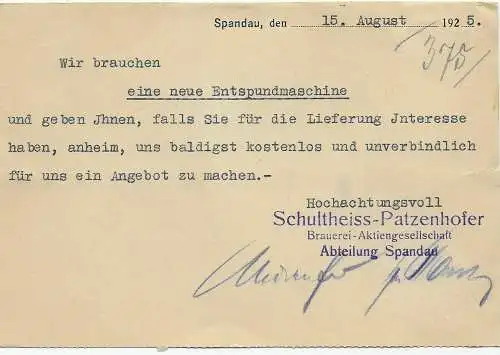 Spandau, den 15. August 1925.
375
Wir brauchen
eine neue Entspundmaschine
und geben Jhnen, falls Sie für die Lieferung Jnteresse
haben, anheim, uns baldigst kostenlos und unverbindlich
für uns ein Angebot zu machen.-
Hochachtungsvoll
Schultheiss-Patzenhofer
Brauerei-Aktiengesellschaft
Abteilung Spandau